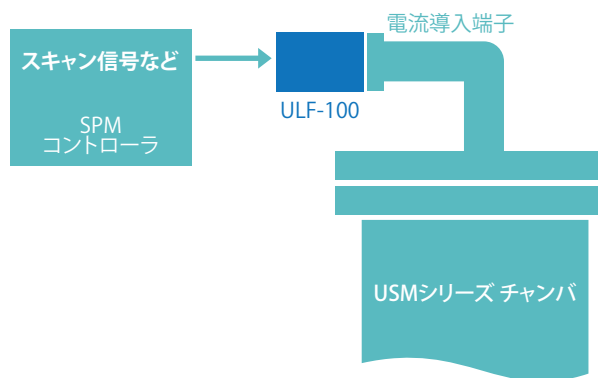 電流導入端子
スキャン信号など
ULF-100
SPM
コントローラ
USMシリーズ チャンバ